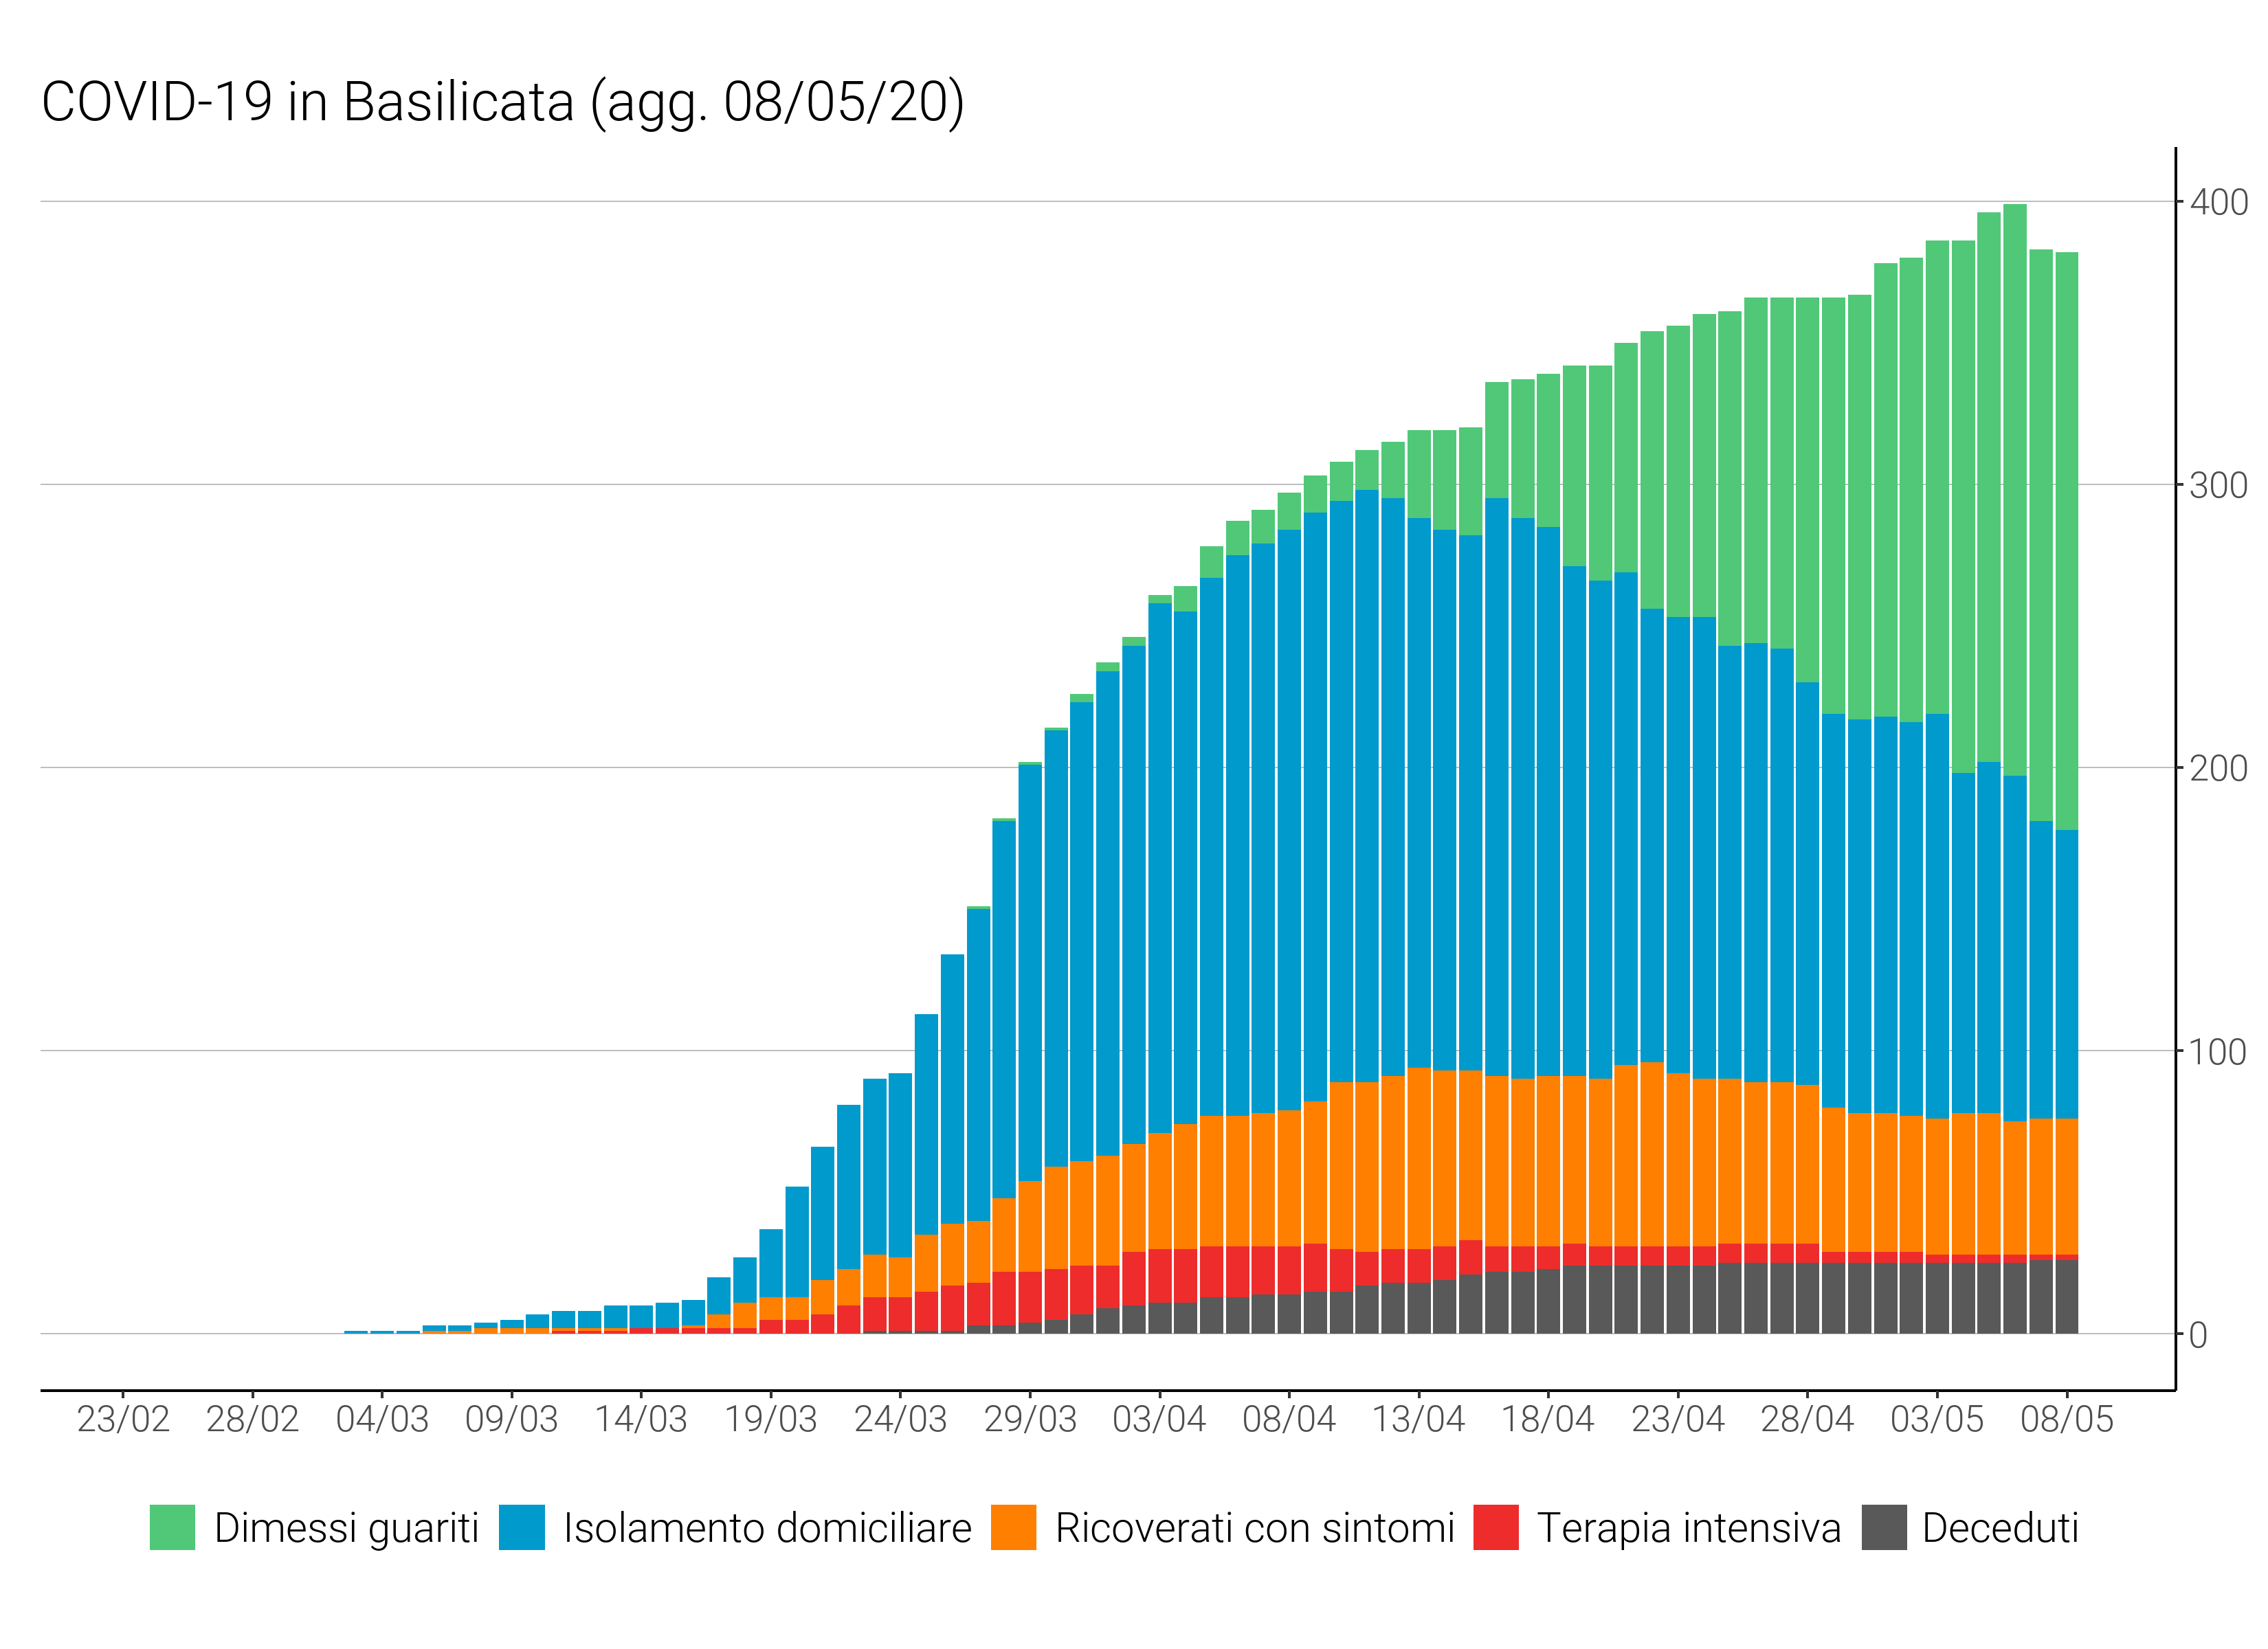 COVID-19 in Basilicata (agg. 08/05/20)
400
300
200
100
0
23/02 28/02 04/03 09/03 14/03 19/03 24/03 29/03 03/04 08/04 13/04 18/04 23/04 28/04 03/05 08/05
Dimessi guariti Isolamento domiciliare Ricoverati con sintomi Terapia intensiva Deceduti